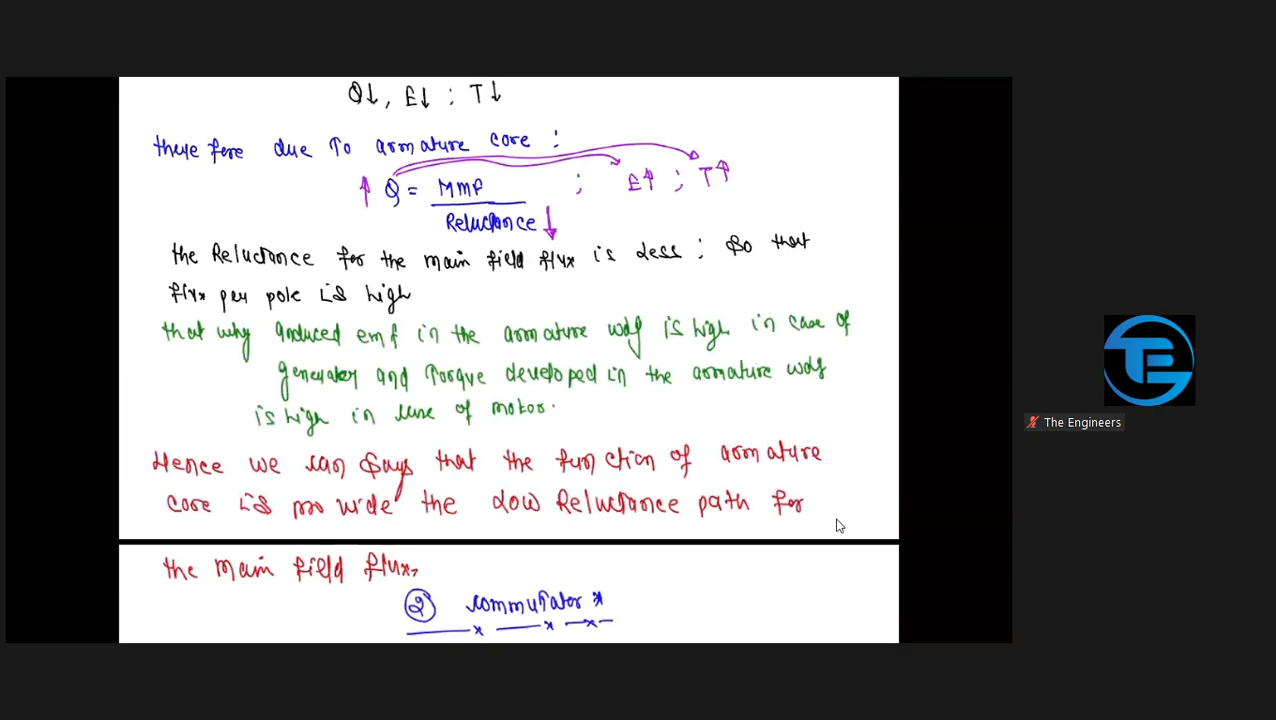 Q↓, E↓ ; T↓
there fore due To armature core :
↑ Q = MMF ; E↑ ; T↑
Reluctance ↓
the Reluctance for the main field flux is less ; So that
flux per pole is high
that why induced emf in the armature wdg is high in case of
generator and Torque developed in the armature wdg
is high in case of motor.
Hence we can Says that the function of armature
core is provide the Low Reluctance path for
the main field flux,
② commutator *
The Engineers